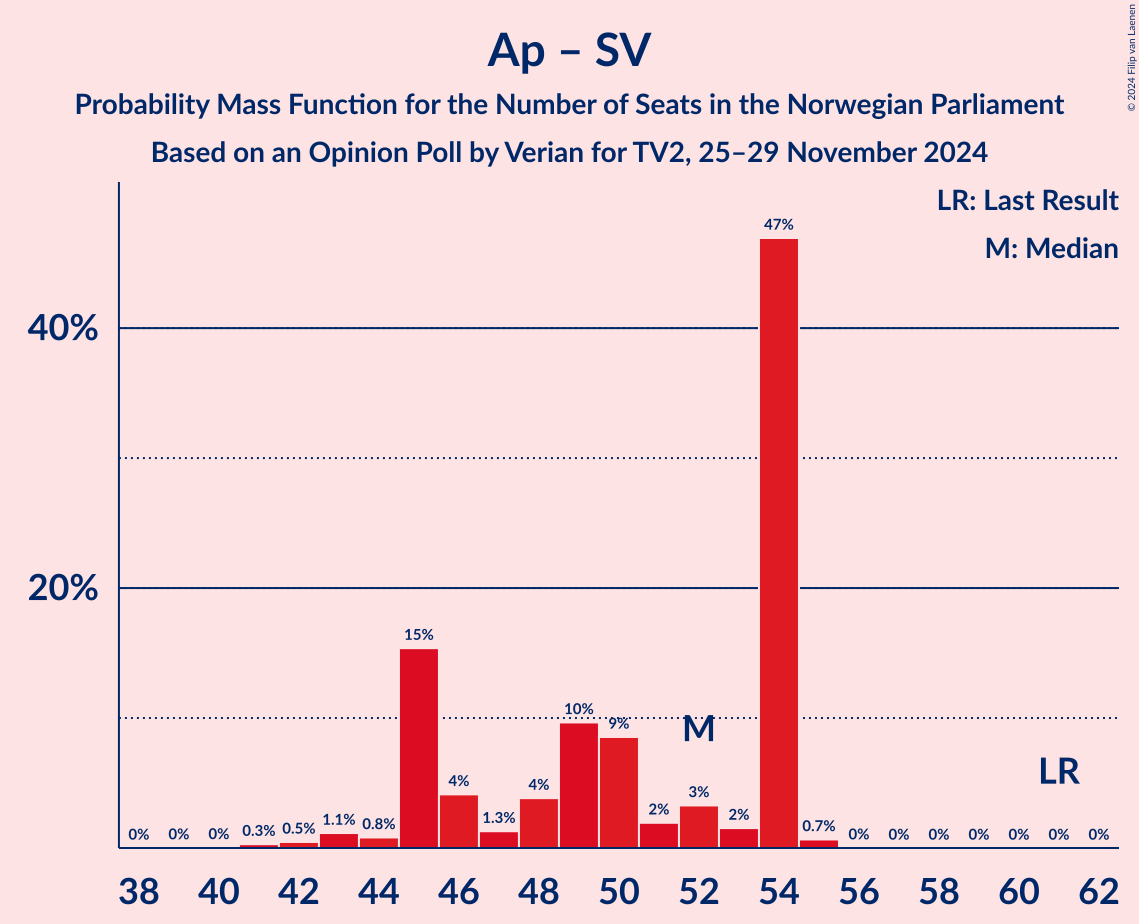 Ap – SV
Probability Mass Function for the Number of Seats in the Norwegian Parliament
Based on an Opinion Poll by Verian for TV2, 25–29 November 2024
© 2024 Filip van Laenen
LR: Last Result
M: Median
47%
40%
20%
15%
10%
9%
M
LR
4%
4%
3%
2%
2%
1.3%
1.1%
0.8%
0.7%
0.5%
0.3%
0% 0% 0%
0% 0% 0% 0% 0% 0% 0%
38 40 42 44 46 48 50 52 54 56 58 60 62